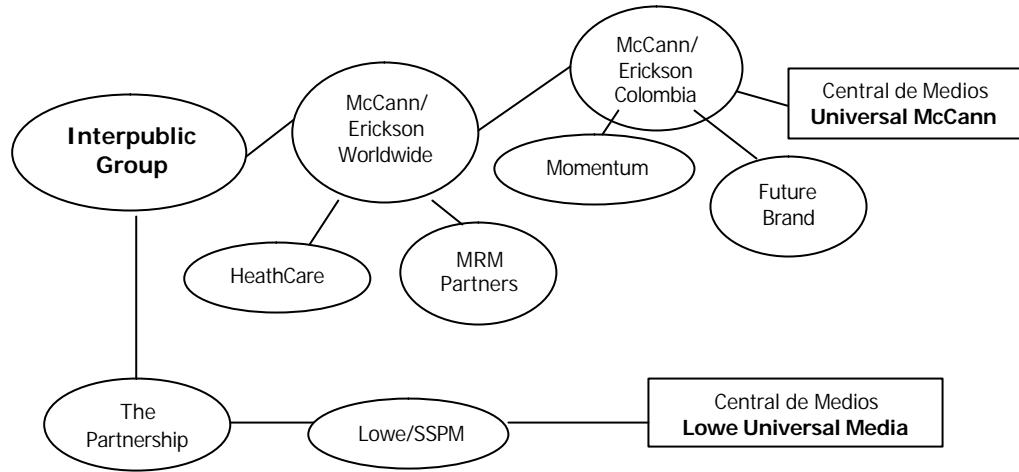 McCann/
Erickson
Colombia
Central de Medios
Universal McCann
McCann/
Erickson
Worldwide
Interpublic
Group
Momentum
Future
Brand
HeathCare
MRM
Partners
The
Partnership
Lowe/SSPM
Central de Medios
Lowe Universal Media